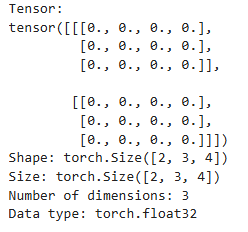 Tensor:
tensor([[[0., 0., 0., 0.],
         [0., 0., 0., 0.],
         [0., 0., 0., 0.]],

        [[0., 0., 0., 0.],
         [0., 0., 0., 0.],
         [0., 0., 0., 0.]]])
Shape: torch.Size([2, 3, 4])
Size: torch.Size([2, 3, 4])
Number of dimensions: 3
Data type: torch.float32